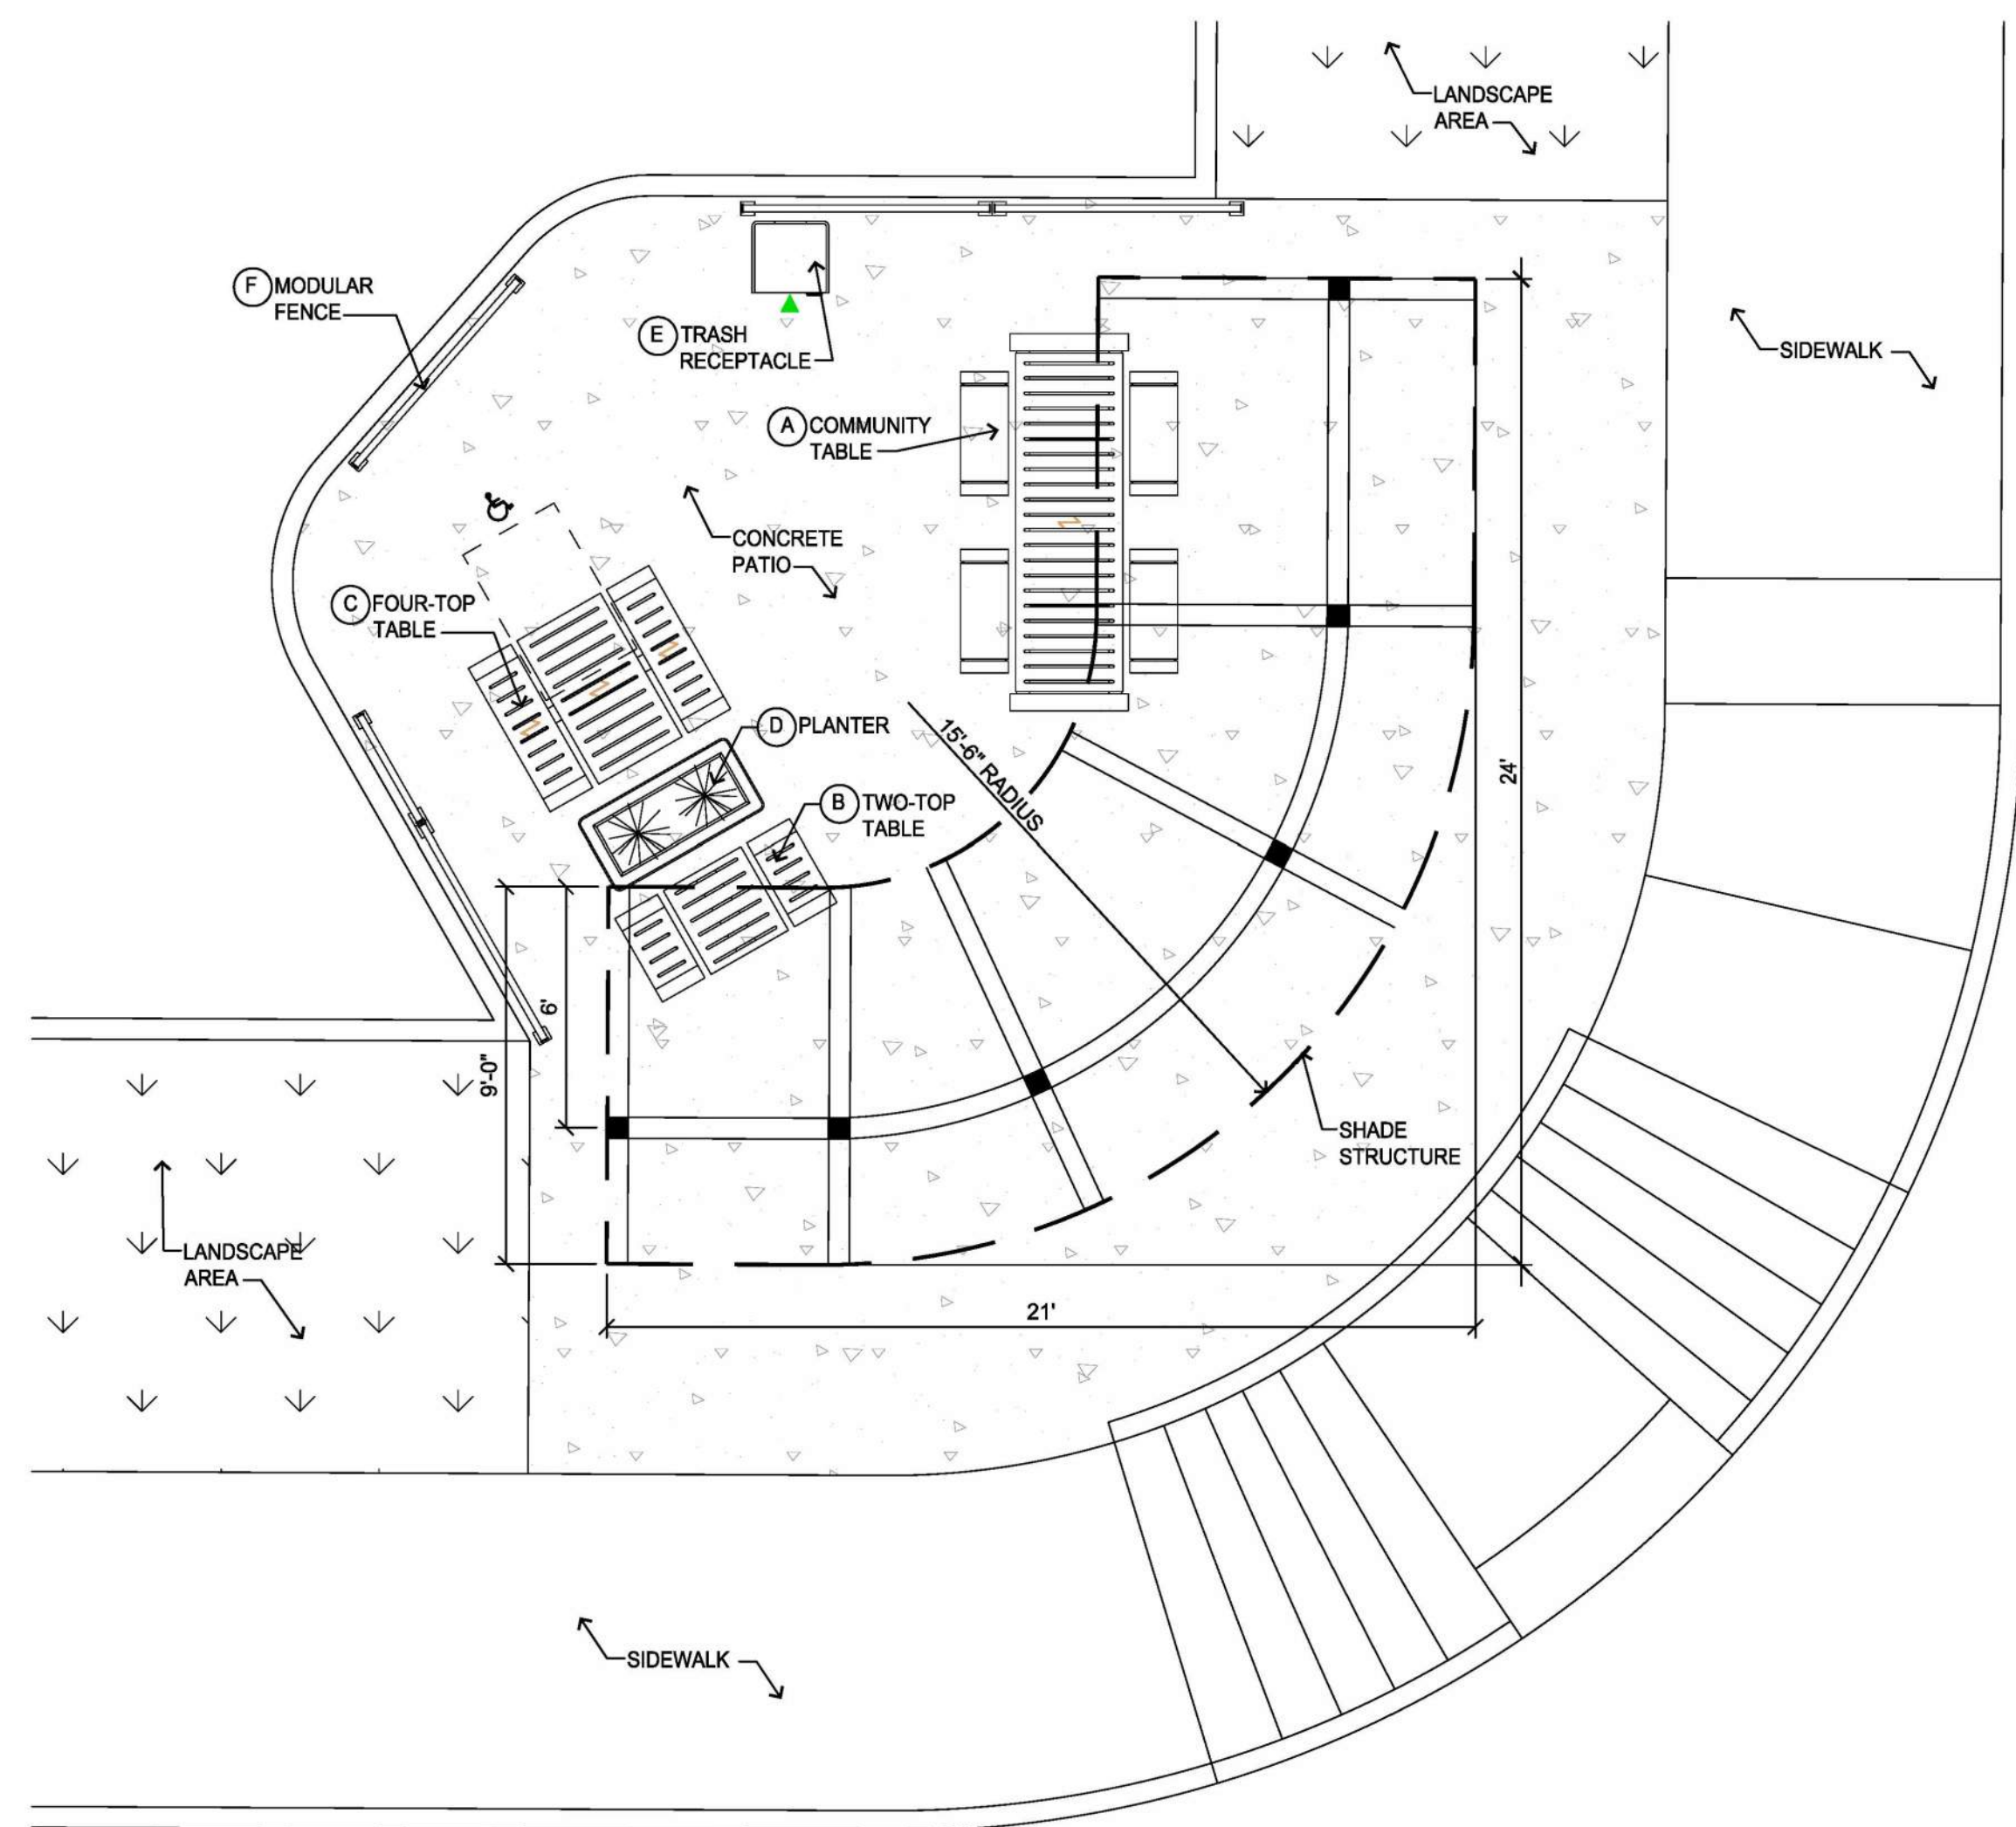 LANDSCAPE
AREA
F MODULAR
FENCE
E TRASH
RECEPTACLE
SIDEWALK
A COMMUNITY
TABLE
CONCRETE
PATIO
C FOUR-TOP
TABLE
D PLANTER
15'-6" RADIUS
24'
B TWO-TOP
TABLE
6'
9'-0"
SHADE
STRUCTURE
LANDSCAPE
AREA
21'
SIDEWALK